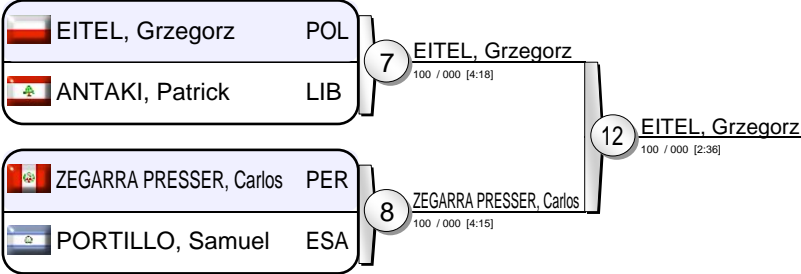 EITEL, Grzegorz POL
ANTAKI, Patrick LIB
7
EITEL, Grzegorz
100 / 000 [4:18]
12
EITEL, Grzegorz
100 / 000 [2:36]
ZEGARRA PRESSER, Carlos PER
PORTILLO, Samuel ESA
8
ZEGARRA PRESSER, Carlos
100 / 000 [4:15]